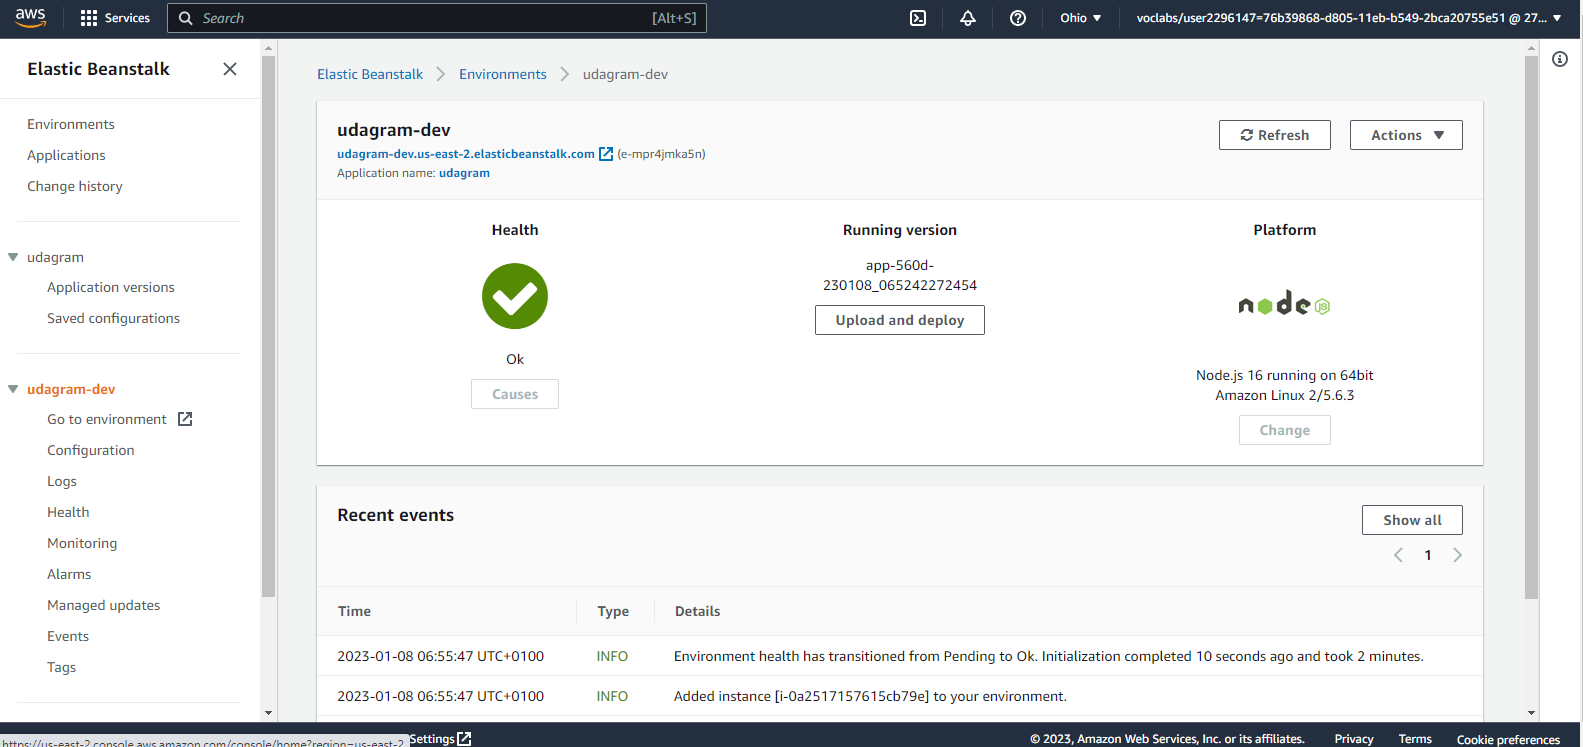 aws
Services
Search
[Alt+S]
Ohio
voclabs/user2296147=76b39868-d805-11eb-b549-2bca20755e51 @ 27...
Elastic Beanstalk
Environments
Applications
Change history
udagram
Application versions
Saved configurations
udagram-dev
Go to environment
Configuration
Logs
Health
Monitoring
Alarms
Managed updates
Events
Tags
Elastic Beanstalk
Environments
udagram-dev
udagram-dev
udagram-dev.us-east-2.elasticbeanstalk.com (e-mpr4jmka5n)
Application name: udagram
Refresh
Actions
Health
Ok
Causes
Running version
app-560d-
230108_065242272454
Upload and deploy
Platform
node
JS
Node.js 16 running on 64bit
Amazon Linux 2/5.6.3
Change
Recent events
Show all
1
Time Type Details
2023-01-08 06:55:47 UTC+0100 INFO Environment health has transitioned from Pending to Ok. Initialization completed 10 seconds ago and took 2 minutes.
2023-01-08 06:55:47 UTC+0100 INFO Added instance [i-0a2517157615cb79e] to your environment.
https://us-east-2.console.aws.amazon.com/console/home?region=us-east-2
Settings
© 2023, Amazon Web Services, Inc. or its affiliates.
Privacy
Terms
Cookie preferences